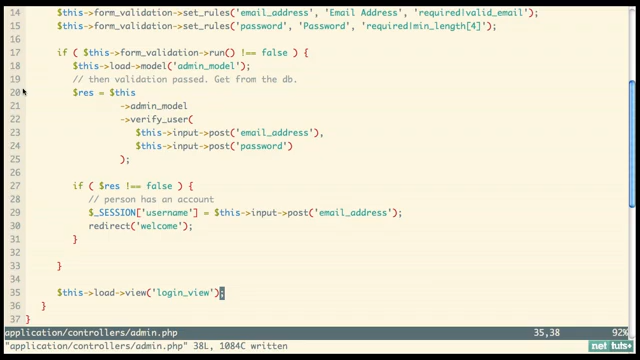 14 $this->form_validation->set_rules('email_address', 'Email Address', 'required|valid_email');
15 $this->form_validation->set_rules('password', 'Password', 'required|min_length[4]');
16
17 if ( $this->form_validation->run() !== false ) {
18 $this->load->model('admin_model');
19 // then validation passed. Get from the db.
20 $res = $this
21 ->admin_model
22 ->verify_user(
23 $this->input->post('email_address'),
24 $this->input->post('password')
25 );
26
27 if ( $res !== false ) {
28 // person has an account
29 $_SESSION['username'] = $this->input->post('email_address');
30 redirect('welcome');
31 }
32
33 }
34
35 $this->load->view('login_view');
36 }
37 }
application/controllers/admin.php 35,38 92%
"application/controllers/admin.php" 38L, 1084C written
net tuts+